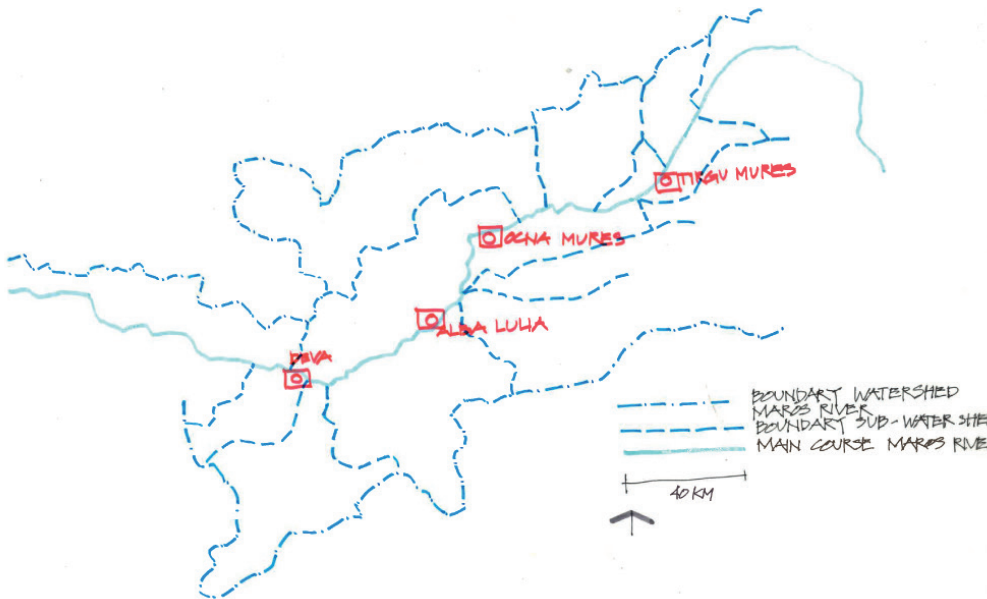 TIRGU MURES
OCNA MURES
ALBA LULIA
DEVA
BOUNDARY WATERSHED
MAROS RIVER
BOUNDARY SUB-WATERSHE
MAIN COURSE MAROS RIVE
40 KM